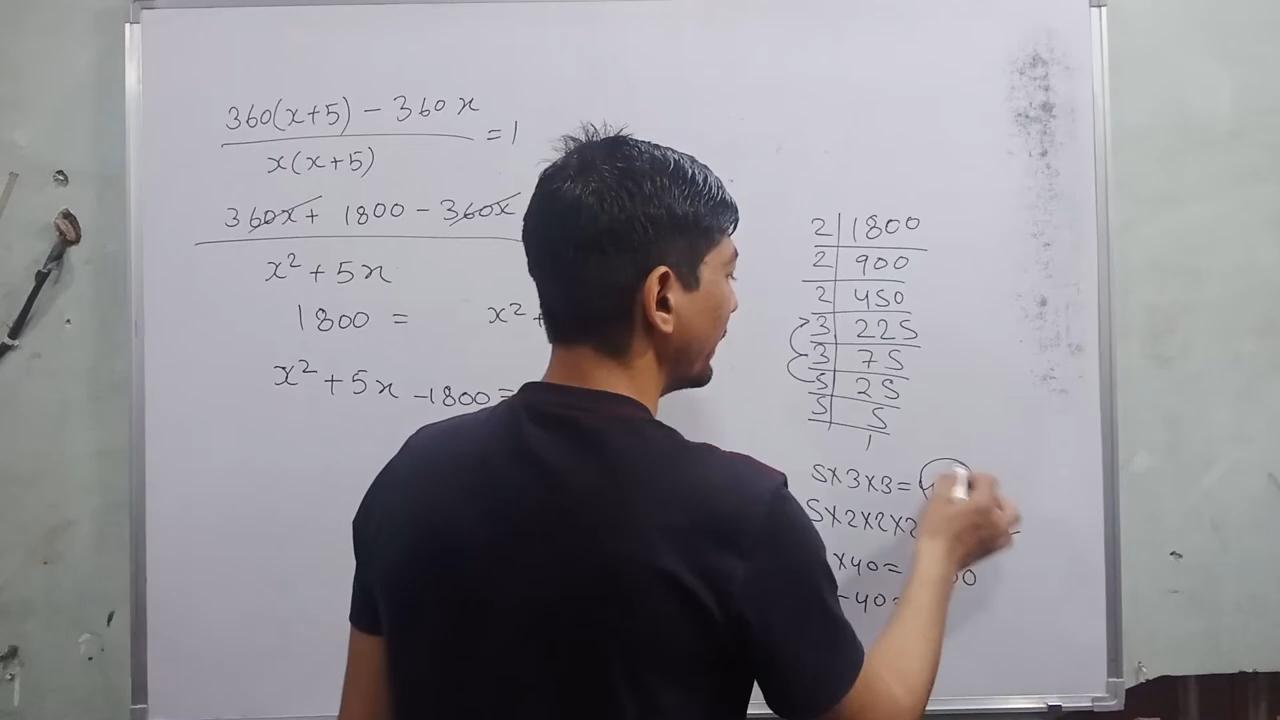 360(x+5) - 360x
= 1
x(x+5)
360x + 1800 - 360x
x² + 5x
1800 = x² +
x² + 5x - 1800 =
2 | 1800
2 | 900
2 | 450
3 | 225
3 | 75
5 | 25
5 | 5
1
5×3×3=
5×2×2×2
×40=
-40=